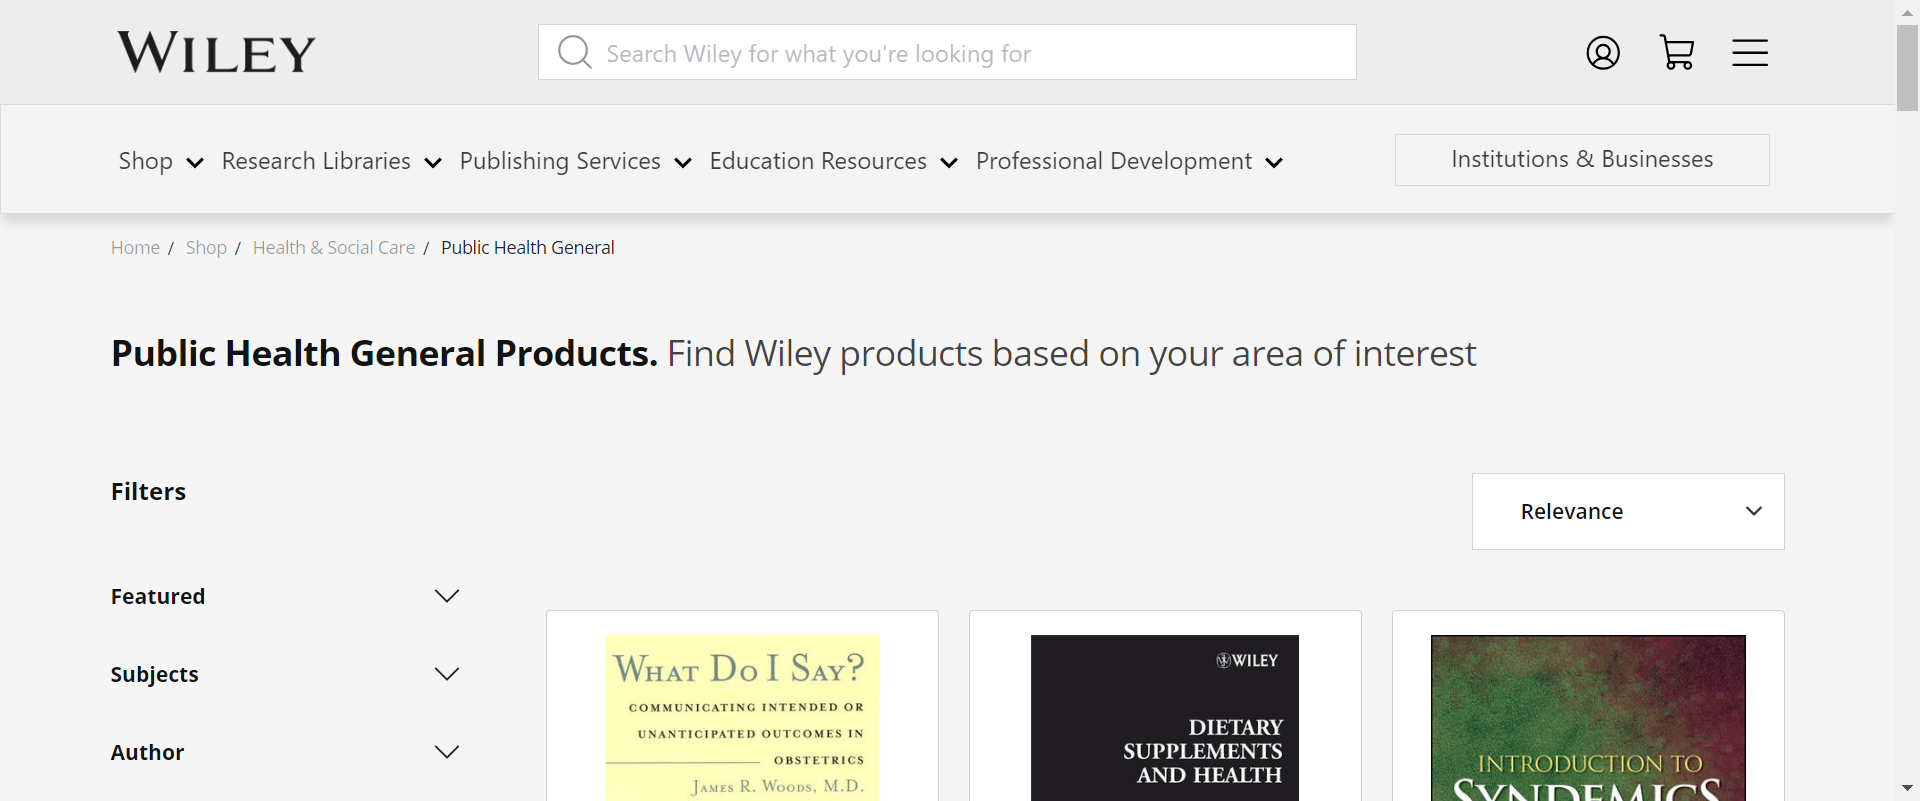 WILEY
Search Wiley for what you're looking for
Shop Research Libraries Publishing Services Education Resources Professional Development Institutions & Businesses
Home / Shop / Health & Social Care / Public Health General
Public Health General Products. Find Wiley products based on your area of interest
Filters
Relevance
Featured
Subjects
Author
WHAT DO I SAY?
COMMUNICATING INTENDED OR
UNANTICIPATED OUTCOMES IN
OBSTETRICS
JAMES R. WOODS, M.D.
WILEY
DIETARY
SUPPLEMENTS
AND HEALTH
INTRODUCTION TO
SYNDEMICS